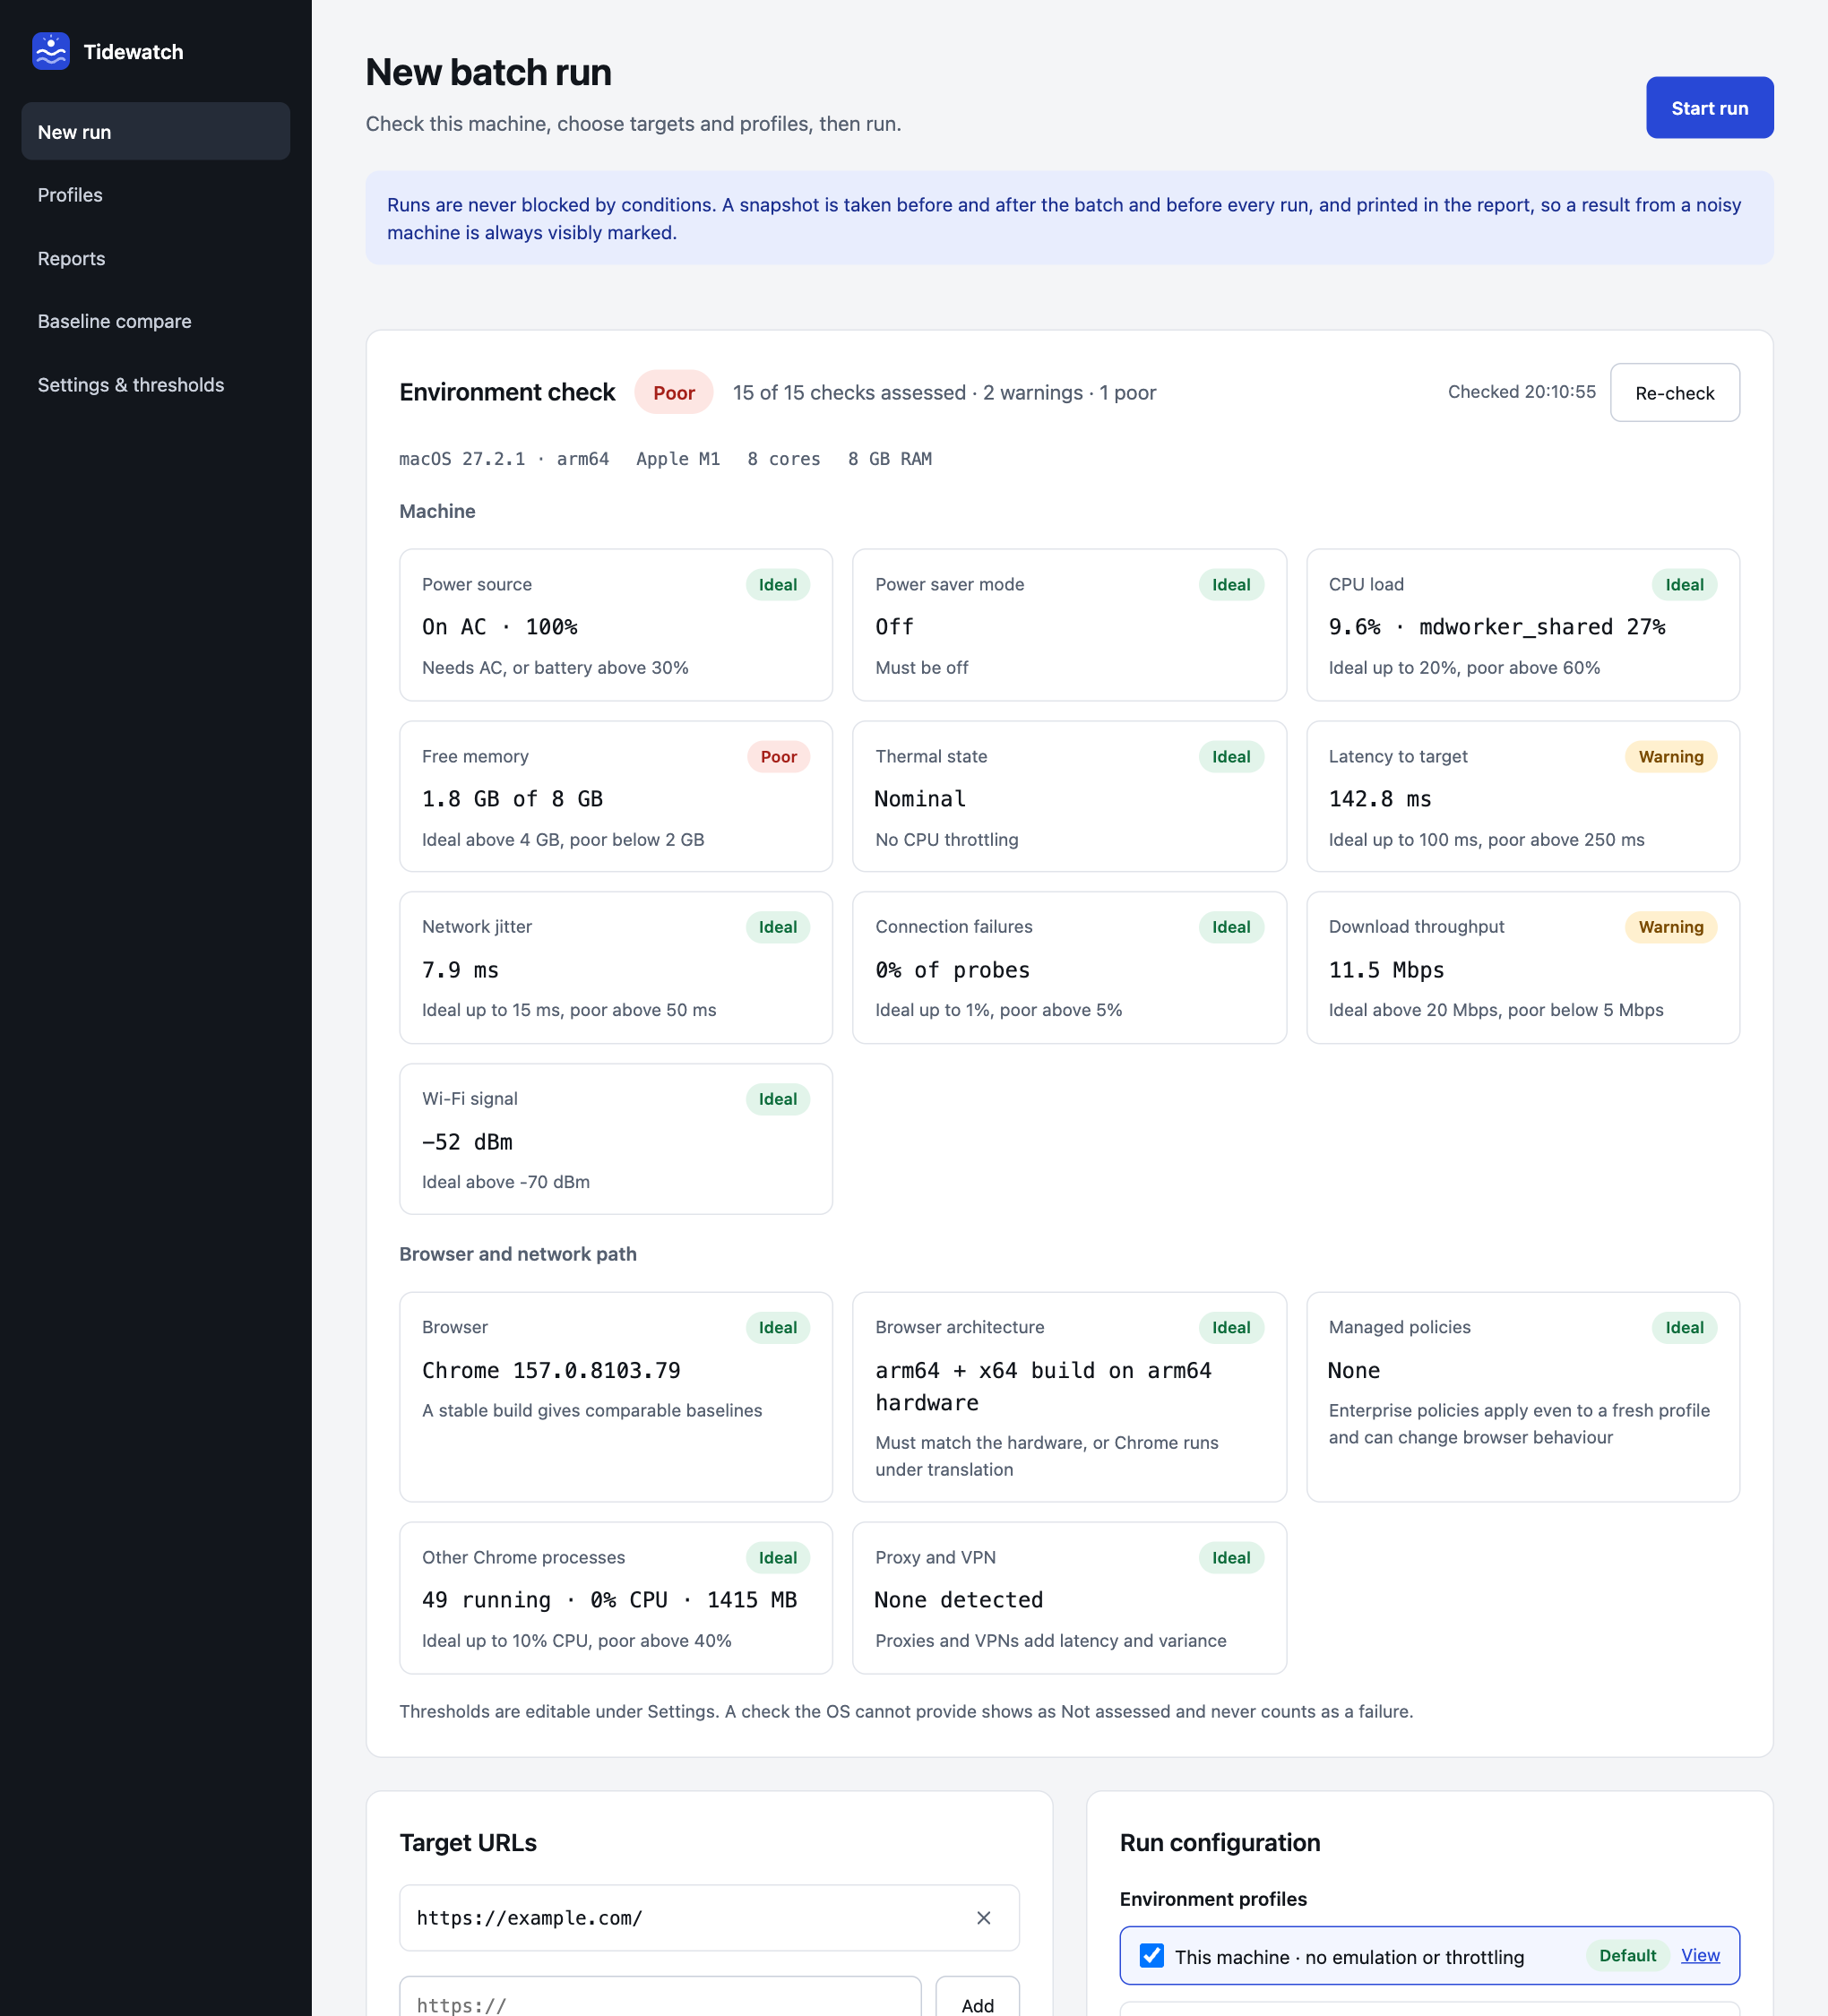 Tidewatch
New run
Profiles
Reports
Baseline compare
Settings & thresholds
New batch run
Check this machine, choose targets and profiles, then run.
Start run
Runs are never blocked by conditions. A snapshot is taken before and after the batch and before every run, and printed in the report, so a result from a noisy
machine is always visibly marked.
Environment check
Poor
15 of 15 checks assessed · 2 warnings · 1 poor
Checked 20:10:55
Re-check
macOS 27.2.1 · arm64 Apple M1 8 cores 8 GB RAM
Machine
Power source
Ideal
On AC · 100%
Needs AC, or battery above 30%
Power saver mode
Ideal
Off
Must be off
CPU load
Ideal
9.6% · mdworker_shared 27%
Ideal up to 20%, poor above 60%
Free memory
Poor
1.8 GB of 8 GB
Ideal above 4 GB, poor below 2 GB
Thermal state
Ideal
Nominal
No CPU throttling
Latency to target
Warning
142.8 ms
Ideal up to 100 ms, poor above 250 ms
Network jitter
Ideal
7.9 ms
Ideal up to 15 ms, poor above 50 ms
Connection failures
Ideal
0% of probes
Ideal up to 1%, poor above 5%
Download throughput
Warning
11.5 Mbps
Ideal above 20 Mbps, poor below 5 Mbps
Wi-Fi signal
Ideal
−52 dBm
Ideal above -70 dBm
Browser and network path
Browser
Ideal
Chrome 157.0.8103.79
A stable build gives comparable baselines
Browser architecture
Ideal
arm64 + x64 build on arm64
hardware
Must match the hardware, or Chrome runs
under translation
Managed policies
Ideal
None
Enterprise policies apply even to a fresh profile
and can change browser behaviour
Other Chrome processes
Ideal
49 running · 0% CPU · 1415 MB
Ideal up to 10% CPU, poor above 40%
Proxy and VPN
Ideal
None detected
Proxies and VPNs add latency and variance
Thresholds are editable under Settings. A check the OS cannot provide shows as Not assessed and never counts as a failure.
Target URLs
https://example.com/
https://
Add
Run configuration
Environment profiles
This machine · no emulation or throttling
Default
View